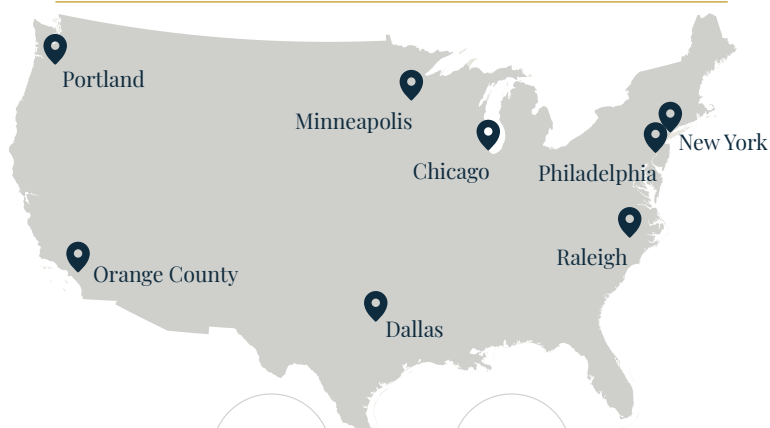 Portland
Minneapolis
New York
Chicago
Philadelphia
Raleigh
Orange County
Dallas